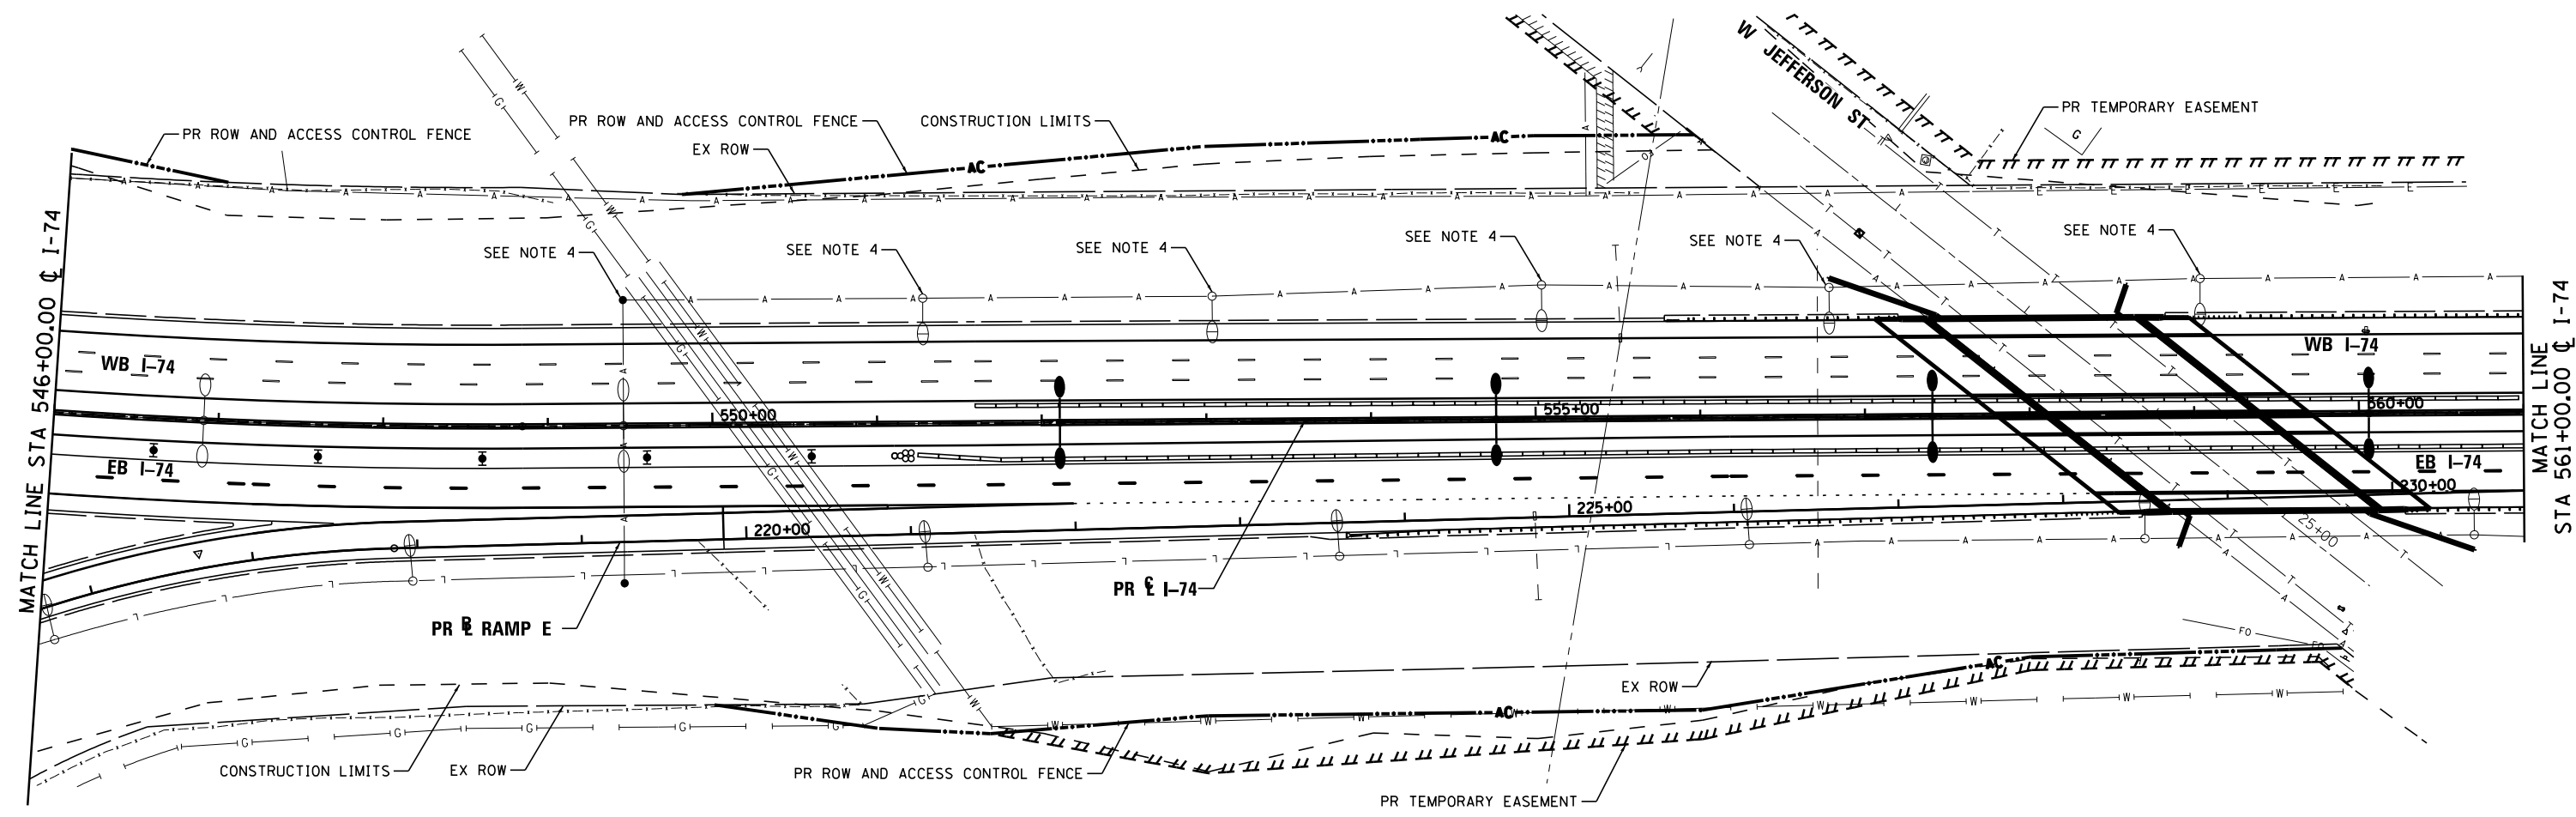 W JEFFERSON ST
PR TEMPORARY EASEMENT
G
PR ROW AND ACCESS CONTROL FENCE
PR ROW AND ACCESS CONTROL FENCE
CONSTRUCTION LIMITS
EX ROW
AC
AC
SEE NOTE 4
SEE NOTE 4
SEE NOTE 4
SEE NOTE 4
SEE NOTE 4
SEE NOTE 4
MATCH LINE STA 546+00.00 ℄ I-74
WB I-74
WB I-74
MATCH LINE
STA 561+00.00 ℄ I-74
550+00
555+00
560+00
EB I-74
EB I-74
220+00
225+00
230+00
25+00
PR ℄ I-74
PR BL RAMP E
FO
FO
AC
AC
EX ROW
CONSTRUCTION LIMITS
EX ROW
PR ROW AND ACCESS CONTROL FENCE
PR TEMPORARY EASEMENT